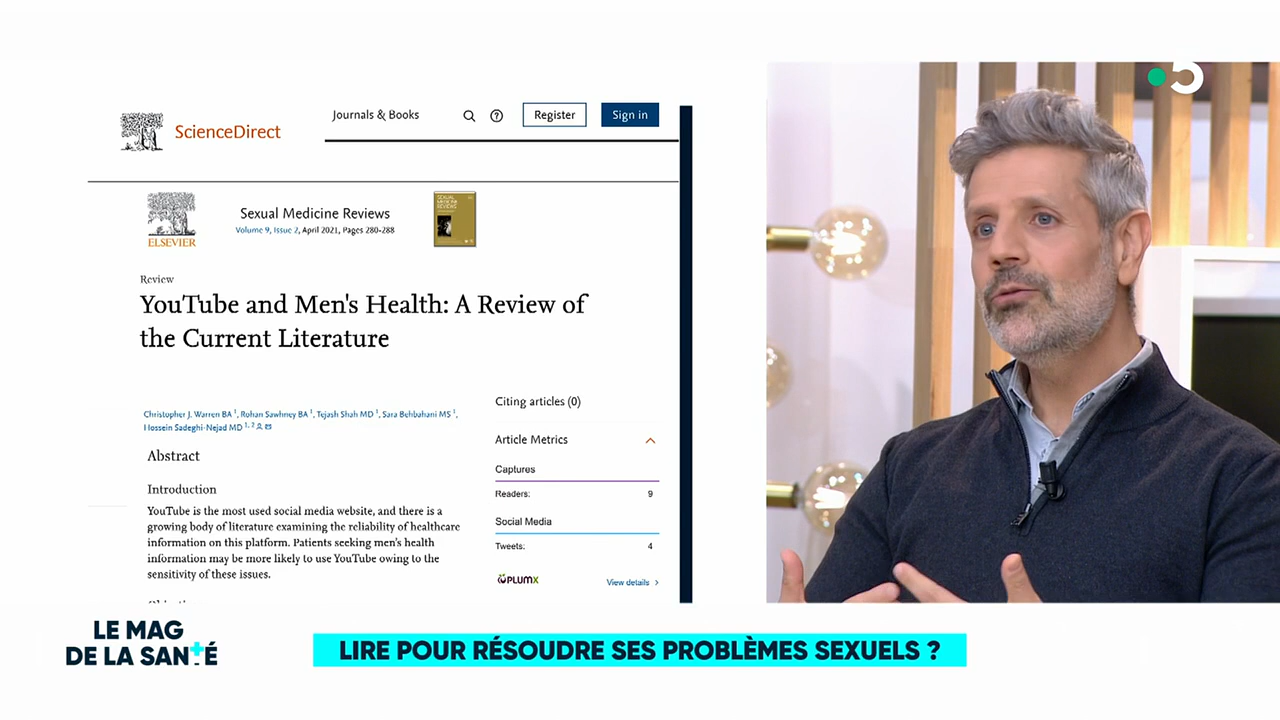 ScienceDirect
Journals & Books
Register
Sign in
ELSEVIER
Sexual Medicine Reviews
Volume 9, Issue 2, April 2021, Pages 280-288
SEXUAL
MEDICINE
REVIEWS
Review
YouTube and Men's Health: A Review of
the Current Literature
Christopher J. Warren BA 1, Rohan Sawhney BA 1, Tejash Shah MD 1, Sara Behbahani MS 1,
Hossein Sadeghi-Nejad MD 1, 2
Abstract
Introduction
YouTube is the most used social media website, and there is a
growing body of literature examining the reliability of healthcare
information on this platform. Patients seeking men's health
information may be more likely to use YouTube owing to the
sensitivity of these issues.
Citing articles (0)
Article Metrics
Captures
Readers: 9
Social Media
Tweets: 4
PLUMX
View details
5
LE MAG
DE LA SANTÉ
LIRE POUR RÉSOUDRE SES PROBLÈMES SEXUELS ?